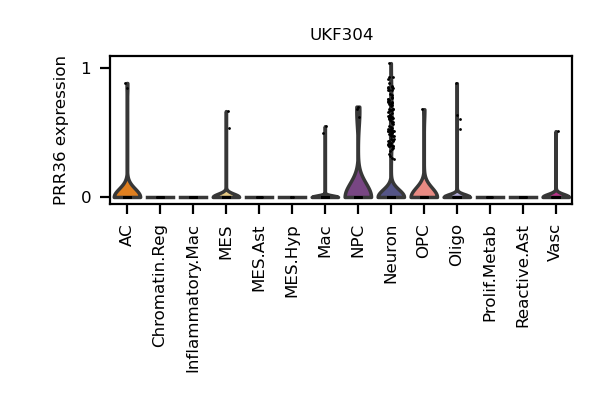 UKF304
PRR36 expression
1
0
AC
Chromatin.Reg
Inflammatory.Mac
MES
MES.Ast
MES.Hyp
Mac
NPC
Neuron
OPC
Oligo
Prolif.Metab
Reactive.Ast
Vasc